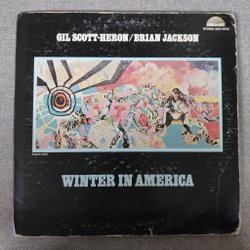 GIL SCOTT-HERON/BRIAN JACKSON
WINTER IN AMERICA